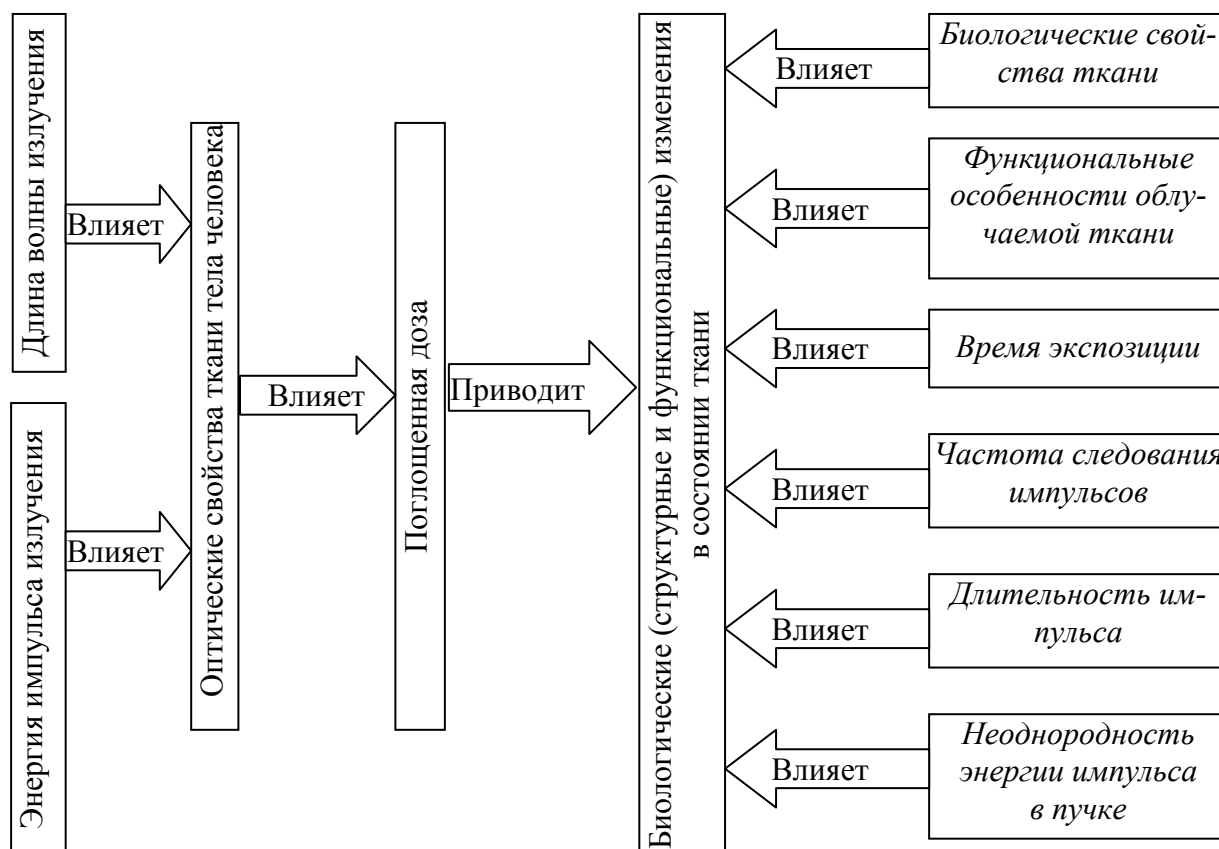 Длина волны излучения
Энергия импульса излучения
Влияет
Влияет
Оптические свойства ткани тела человека
Влияет
Поглощенная доза
Приводит
Биологические (структурные и функциональные) изменения
в состоянии ткани
Влияет
Биологические свой-
ства ткани
Влияет
Функциональные
особенности облу-
чаемой ткани
Влияет
Время экспозиции
Влияет
Частота следования
импульсов
Влияет
Длительность им-
пульса
Влияет
Неоднородность
энергии импульса
в пучке